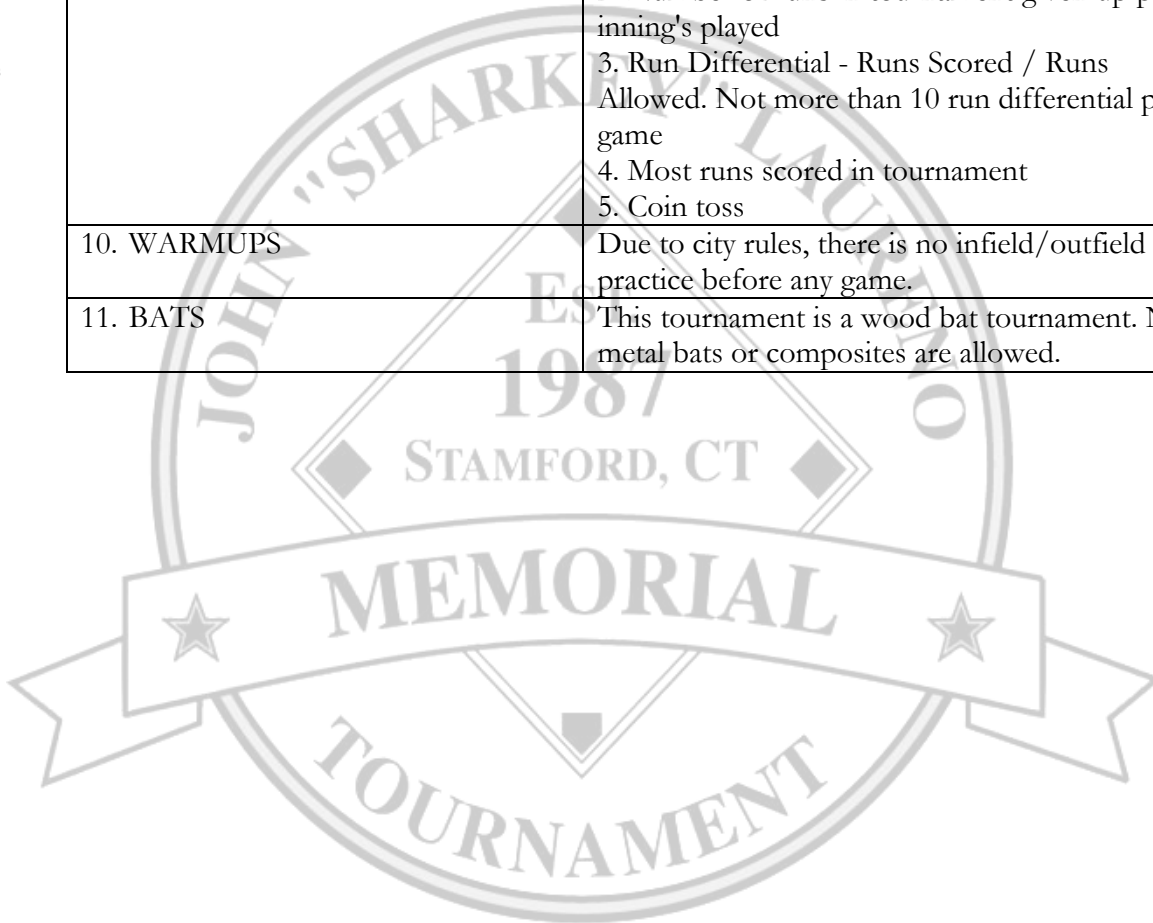 inning's played
3. Run Differential - Runs Scored / Runs
Allowed. Not more than 10 run differential
game
4. Most runs scored in tournament
5. Coin toss
10. WARMUPS
Due to city rules, there is no infield/outfield
practice before any game.
11. BATS
This tournament is a wood bat tournament.
metal bats or composites are allowed.
JOHN "SHARKEY" LAURENO
EST
1987
STAMFORD, CT
MEMORIAL
TOURNAMENT